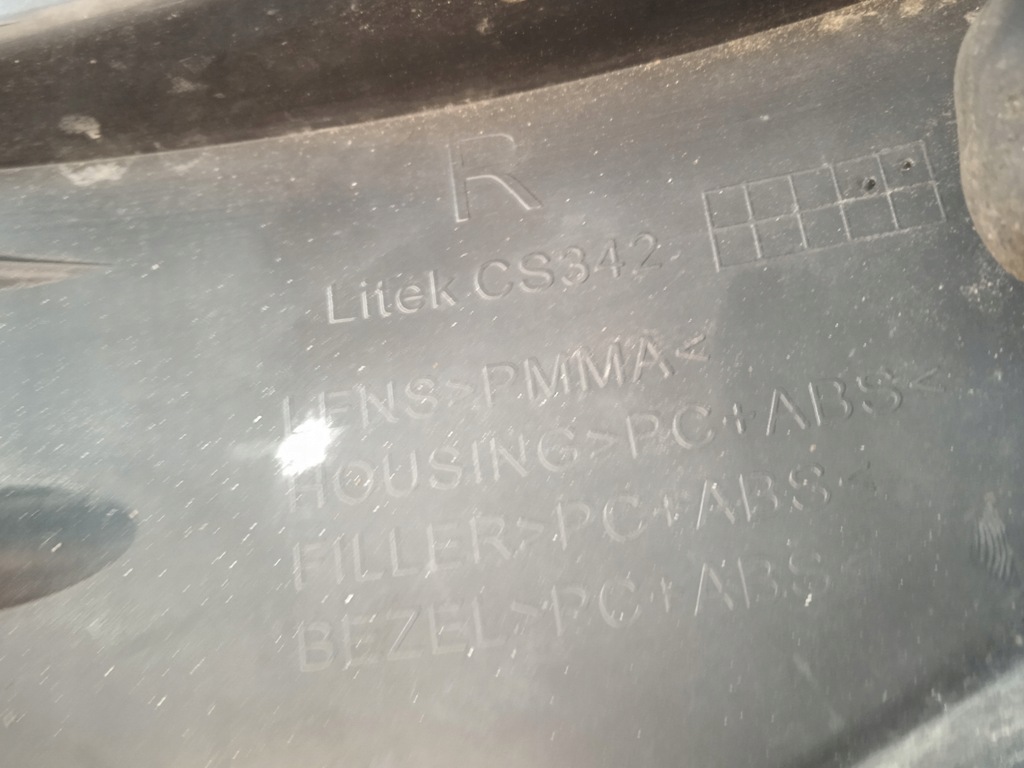 R
Litek CS342
LENS>PMMA<
HOUSING>PC+ABS<
FILLER>PC+ABS<
BEZEL>PC+ABS<